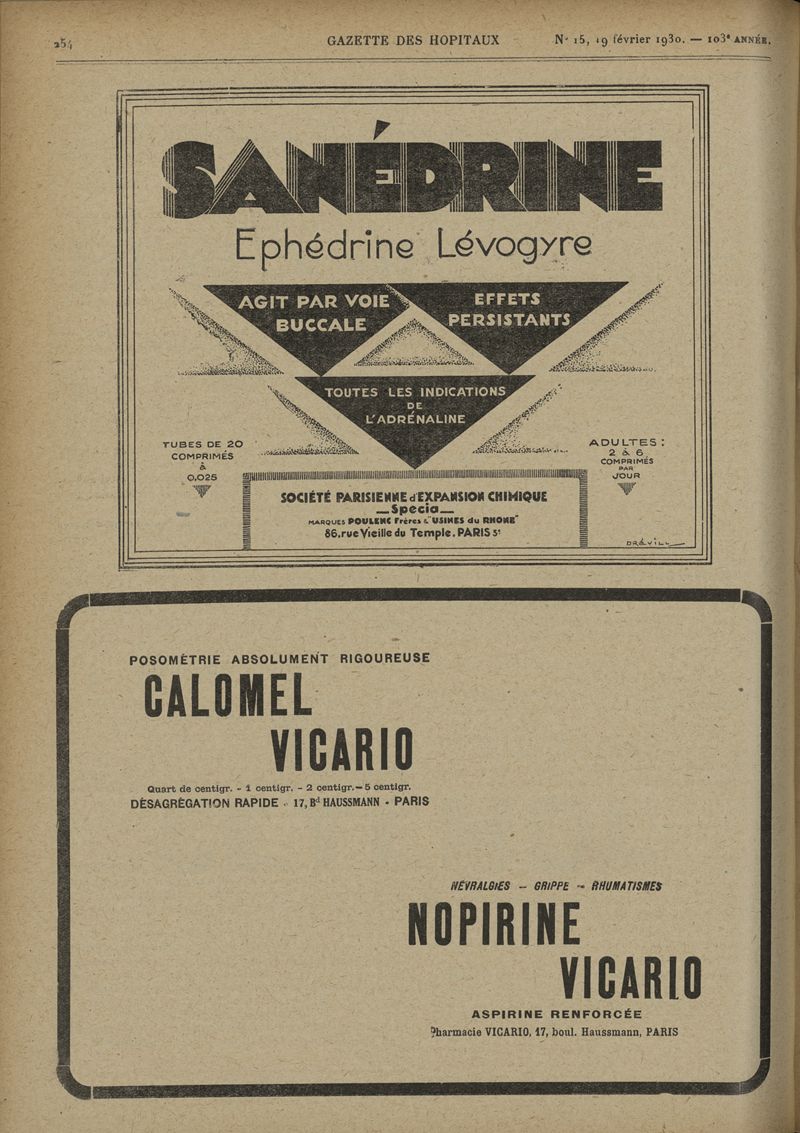 254 GAZETTE DES HOPITAUX N° 15, 19 février 1930. — 103e ANNÉE.
SANÉDRINE
Ephédrine Lévogyre
AGIT PAR VOIE
BUCCALE
EFFETS
PERSISTANTS
TOUTES LES INDICATIONS
DE
L'ADRÉNALINE
TUBES DE 20
COMPRIMÉS
à
0,025
ADULTES :
2 à 6
COMPRIMÉS
PAR
JOUR
SOCIÉTÉ PARISIENNE d'EXPANSION CHIMIQUE
_Specia_
MARQUES POULENC Frères & "USINES du RHONE"
86, rue Vieille du Temple. PARIS 3e
DRÉVILL
POSOMÉTRIE ABSOLUMENT RIGOUREUSE
CALOMEL
VICARIO
Quart de centigr. - 1 centigr. - 2 centigr. - 5 centigr.
DÉSAGRÉGATION RAPIDE - 17, Bd HAUSSMANN - PARIS
NÉVRALGIES — GRIPPE — RHUMATISMES
NOPIRINE
VICARIO
ASPIRINE RENFORCÉE
Pharmacie VICARIO, 17, boul. Haussmann, PARIS